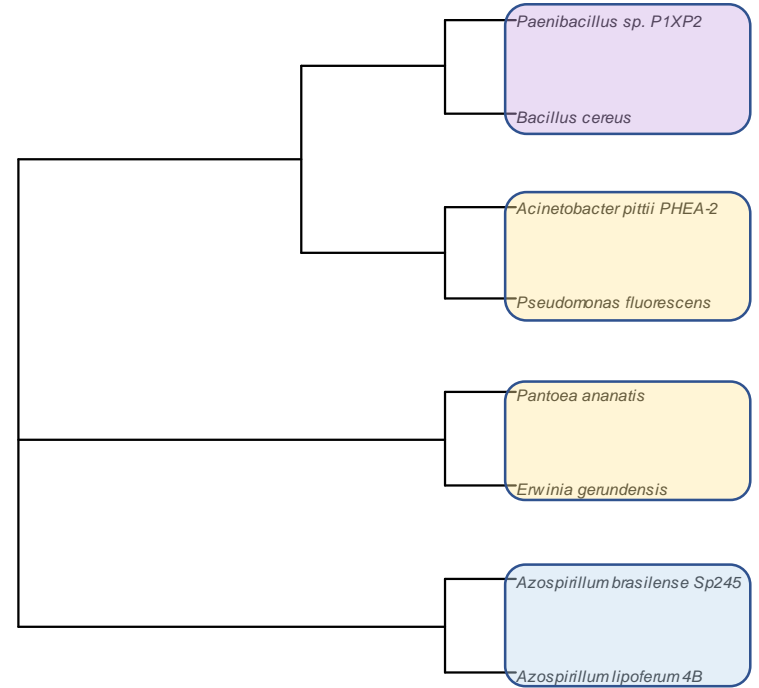 Paenibacillus sp. P1XP2
Bacillus cereus
Acinetobacter pittii PHEA-2
Pseudomonas fluorescens
Pantoea ananatis
Erwinia gerundensis
Azospirillum brasilense Sp245
Azospirillum lipoferum 4B